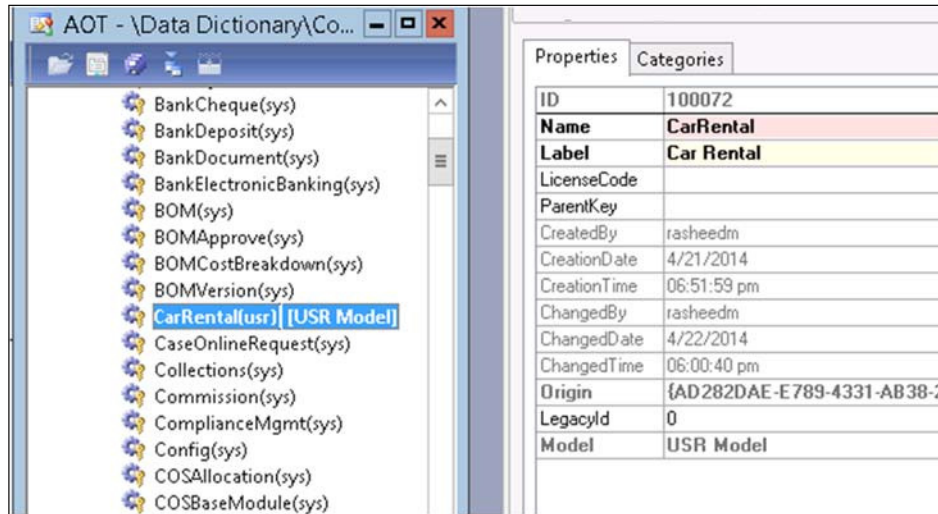 AOT - \Data Dictionary\Co...
BankCheque(sys)
BankDeposit(sys)
BankDocument(sys)
BankElectronicBanking(sys)
BOM(sys)
BOMApprove(sys)
BOMCostBreakdown(sys)
BOMVersion(sys)
CarRental(usr) [USR Model]
CaseOnlineRequest(sys)
Collections(sys)
Commission(sys)
ComplianceMgmt(sys)
Config(sys)
COSAllocation(sys)
COSBaseModule(sys)
Properties Categories
ID 100072
Name CarRental
Label Car Rental
LicenseCode
ParentKey
CreatedBy rasheedm
CreationDate 4/21/2014
CreationTime 06:51:59 pm
ChangedBy rasheedm
ChangedDate 4/22/2014
ChangedTime 06:00:40 pm
Origin {AD282DAE-E789-4331-AB38-2
LegacyId 0
Model USR Model